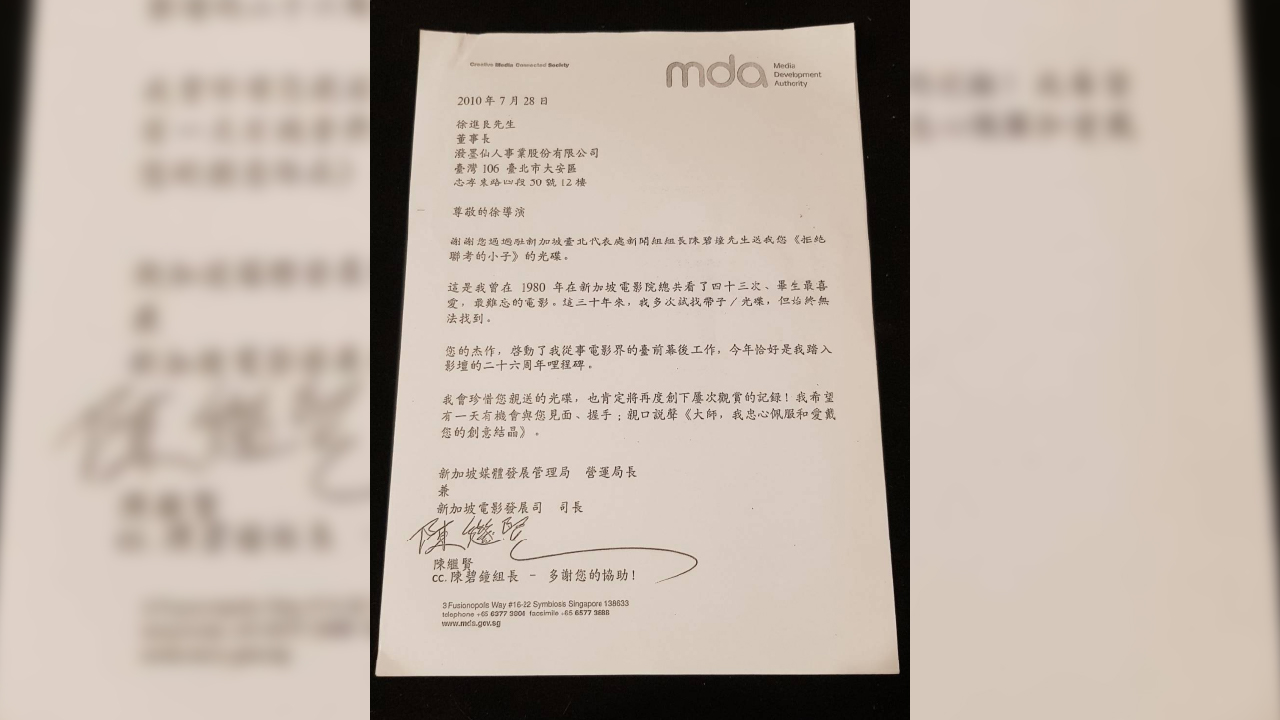 Creative Media Connected Society
mda Media
Development
Authority
2010 年 7 月 28 日
徐進良先生
董事長
潑墨仙人事業股份有限公司
臺灣 106 臺北市大安區
忠孝東路四段 50 號 12 樓
尊敬的徐導演
謝謝您通過駐新加坡臺北代表處新聞組組長陳碧鐘先生送我您《拒絕
聯考的小子》的光碟。
這是我曾在 1980 年在新加坡電影院總共看了四十三次、畢生最喜
愛，最難忘的電影。這三十年來，我多次試找帶子／光碟，但始終無
法找到。
您的杰作，啓動了我從事電影界的臺前幕後工作，今年恰好是我踏入
影壇的二十六周年哩程碑。
我會珍惜您親送的光碟，也肯定將再度創下屢次觀賞的記錄！我希望
有一天有機會與您見面、握手；親口説聲《大師，我忠心佩服和愛戴
您的創意結晶》。
新加坡媒體發展管理局 營運局長
兼
新加坡電影發展司 司長
陳繼賢
陳繼賢
cc. 陳碧鐘組長 － 多謝您的協助！
3 Fusionopolis Way #16-22 Symbiosis Singapore 138633
telephone +65 6377 3801 facsimile +65 6577 3888
www.mda.gov.sg